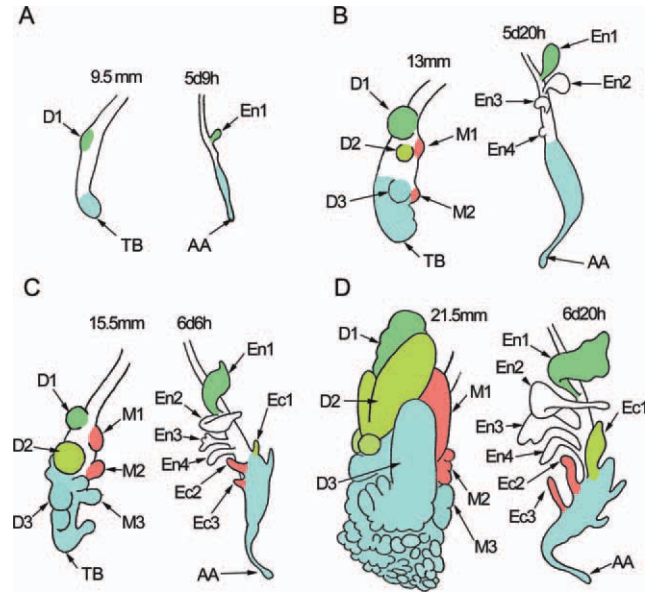 A
9.5 mm
5d9h
D1
En1
TB
AA
B
13mm
5d20h
En1
D1
En2
En3
D2
M1
En4
D3
M2
TB
AA
C
15.5mm
6d6h
En1
D1
En2
Ec1
M1
D2
En3
En4
M2
Ec2
D3
M3
Ec3
TB
AA
D
21.5mm
6d20h
D1
En1
En2
M1
Ec1
D2
En3
En4
Ec2
D3
M2
Ec3
M3
AA